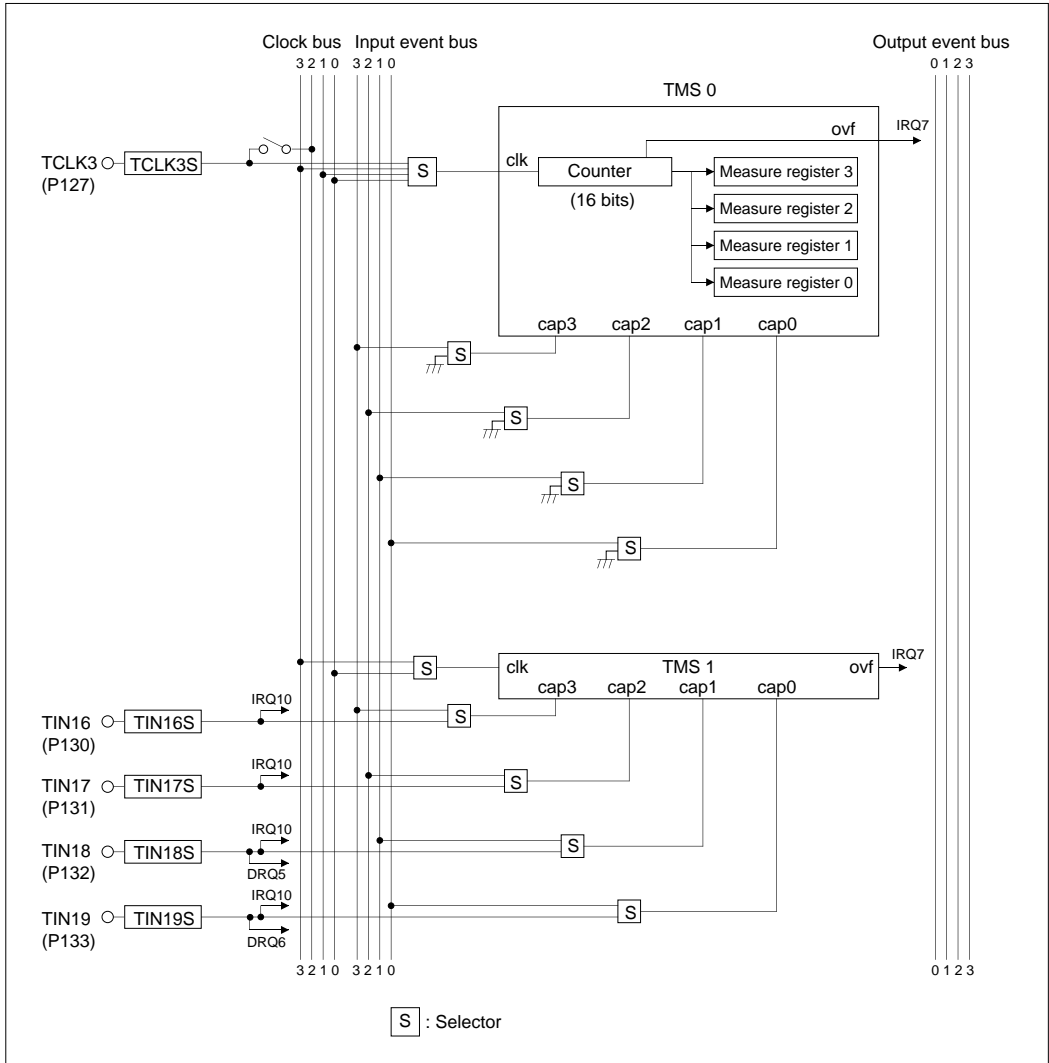 Clock bus Input event bus Output event bus
3 2 1 0 3 2 1 0 0 1 2 3
TMS 0
ovf IRQ7
TCLK3 TCLK3S S clk Counter Measure register 3
(P127) (16 bits) Measure register 2
Measure register 1
Measure register 0
cap3 cap2 cap1 cap0
S
S
S
S
S clk TMS 1 ovf IRQ7
cap3 cap2 cap1 cap0
IRQ10
TIN16 TIN16S S
(P130)
IRQ10
TIN17 TIN17S S
(P131)
IRQ10
TIN18 TIN18S S
(P132) DRQ5
IRQ10
TIN19 TIN19S S
(P133) DRQ6
3 2 1 0 3 2 1 0 0 1 2 3
S : Selector